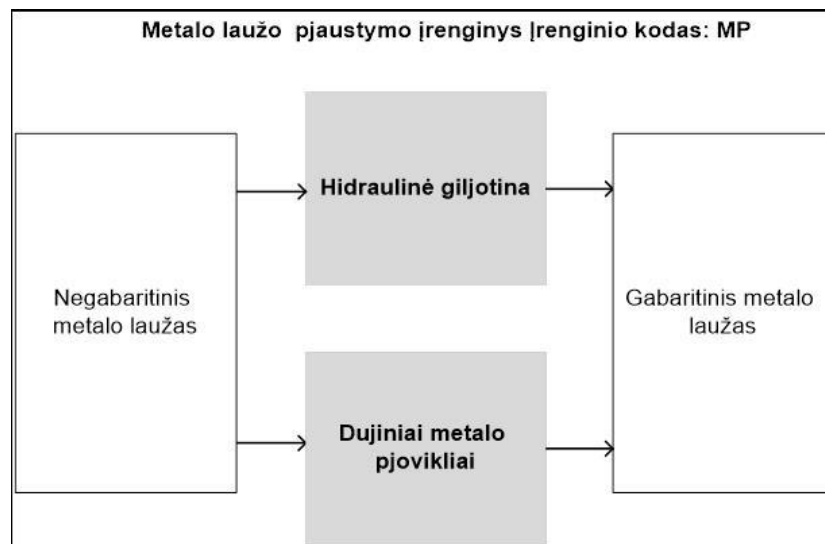 Metalo laužo pjaustymo įrenginys Įrenginio kodas: MP
Hidraulinė giljotina
Negabaritinis
metalo laužas
Gabaritinis metalo
laužas
Dujiniai metalo
pjovikliai